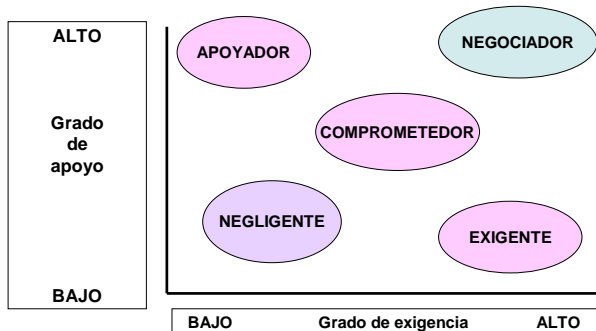 ALTO
APOYADOR
NEGOCIADOR
Grado
de
apoyo
COMPROMETEDOR
NEGLIGENTE
EXIGENTE
BAJO
BAJO Grado de exigencia ALTO